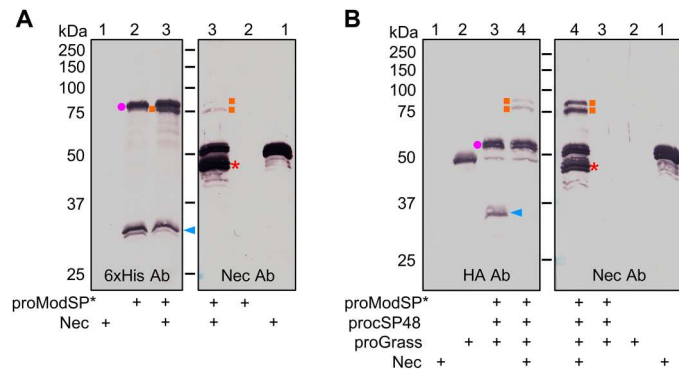 A
kDa 1 2 3 3 2 1
250
150
100
75
50
37
25
6xHis Ab Nec Ab
proModSP* + + + +
Nec + + + +
B
kDa 1 2 3 4 4 3 2 1
250
150
100
75
50
37
25
HA Ab Nec Ab
proModSP* + + + +
procSP48 + + + +
proGrass + + + + + +
Nec + + + +